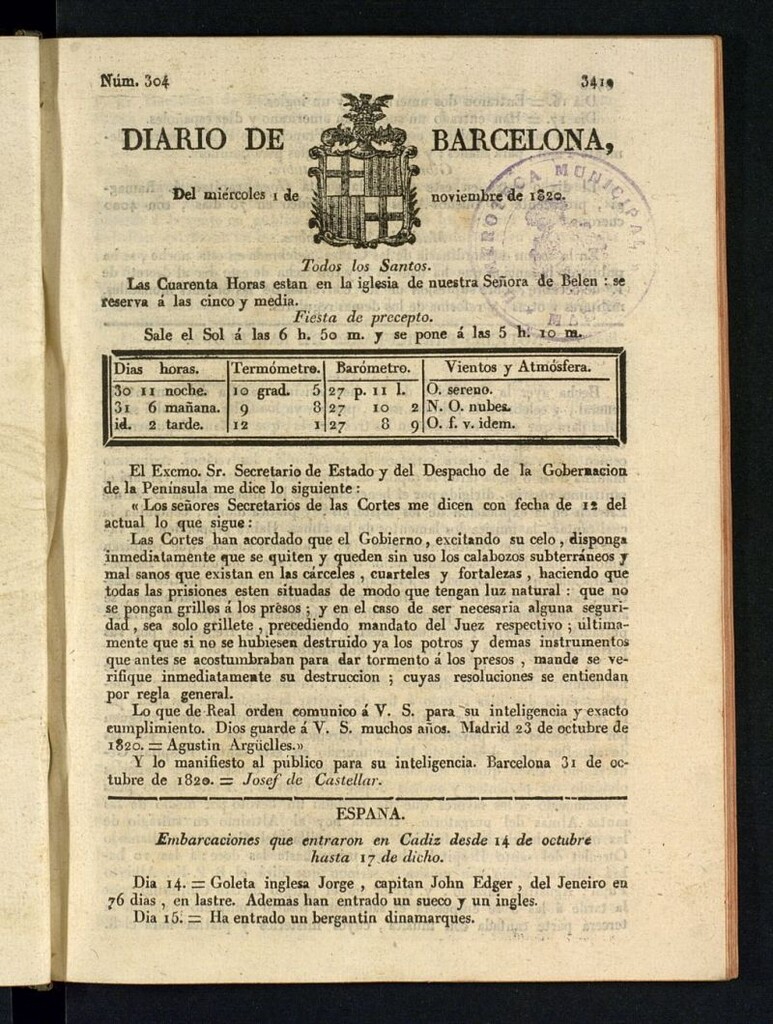 Núm. 304
341
DIARIO DE BARCELONA,
Del miércoles 1 de noviembre de 1820.
Todos los Santos.
Las Cuarenta Horas estan en la iglesia de nuestra Señora de Belen : se
reserva á las cinco y media.
Fiesta de precepto.
Sale el Sol á las 6 h. 50 m. y se pone á las 5 h. 10 m.
Dias horas. Termómetro. Barómetro. Vientos y Atmósfera.
30 11 noche. 10 grad. 5 27 p. 11 l. O. sereno.
31 6 mañana. 9 8 27 10 2 N. O. nubes.
id. 2 tarde. 12 1 27 8 9 O. f. v. idem.
El Excmo. Sr. Secretario de Estado y del Despacho de la Gobernacion
de la Península me dice lo siguiente :
« Los señores Secretarios de las Cortes me dicen con fecha de 12 del
actual lo que sigue :
Las Cortes han acordado que el Gobierno, excitando su celo, disponga
inmediatamente que se quiten y queden sin uso los calabozos subterráneos y
mal sanos que existan en las cárceles, cuarteles y fortalezas, haciendo que
todas las prisiones esten situadas de modo que tengan luz natural : que no
se pongan grillos á los presos ; y en el caso de ser necesaria alguna seguri-
dad, sea solo grillete, precediendo mandato del Juez respectivo ; última-
mente que si no se hubiesen destruido ya los potros y demas instrumentos
que antes se acostumbraban para dar tormento á los presos, mande se ve-
rifique inmediatamente su destruccion ; cuyas resoluciones se entiendan
por regla general.
Lo que de Real orden comunico á V. S. para su inteligencia y exacto
cumplimiento. Dios guarde á V. S. muchos años. Madrid 23 de octubre de
1820. = Agustin Argüelles.»
Y lo manifiesto al público para su inteligencia. Barcelona 31 de oc-
tubre de 1820. = Josef de Castellar.
ESPAÑA.
Embarcaciones que entraron en Cadiz desde 14 de octubre
hasta 17 de dicho.
Dia 14. = Goleta inglesa Jorge, capitan John Edger, del Jeneiro en
76 dias, en lastre. Ademas han entrado un sueco y un ingles.
Dia 15. = Ha entrado un bergantin dinamarques.
MUNICIPAL